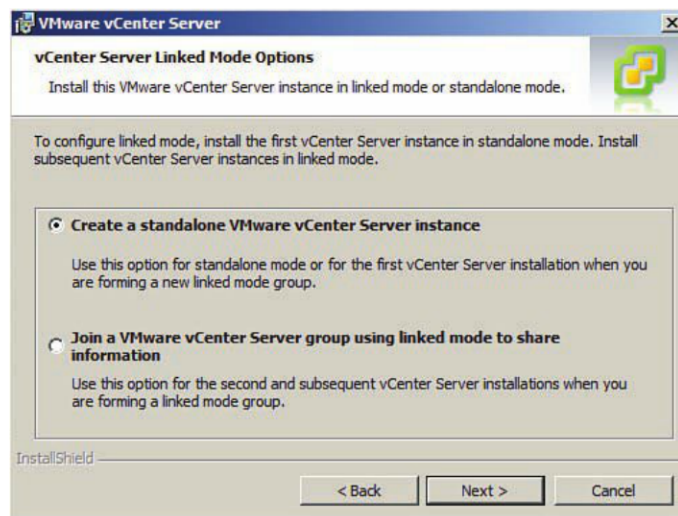 VMware vCenter Server
vCenter Server Linked Mode Options
Install this VMware vCenter Server instance in linked mode or standalone mode.
To configure linked mode, install the first vCenter Server instance in standalone mode. Install
subsequent vCenter Server instances in linked mode.
Create a standalone VMware vCenter Server instance
Use this option for standalone mode or for the first vCenter Server installation when you
are forming a new linked mode group.
Join a VMware vCenter Server group using linked mode to share
information
Use this option for the second and subsequent vCenter Server installations when you
are forming a linked mode group.
InstallShield
< Back Next > Cancel